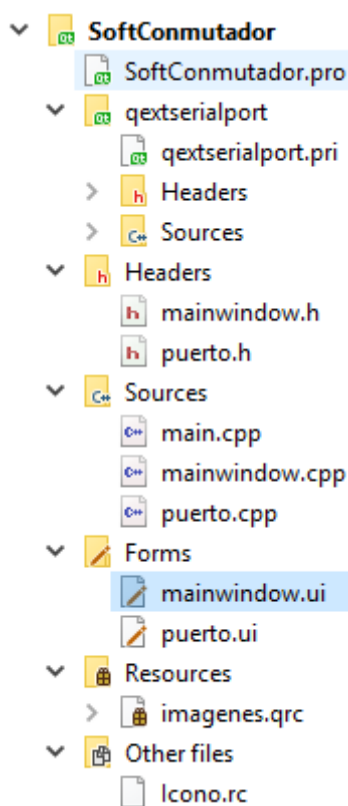 SoftConmutador
SoftConmutador.pro
qextserialport
qextserialport.pri
Headers
Sources
Headers
mainwindow.h
puerto.h
Sources
main.cpp
mainwindow.cpp
puerto.cpp
Forms
mainwindow.ui
puerto.ui
Resources
imagenes.qrc
Other files
Icono.rc